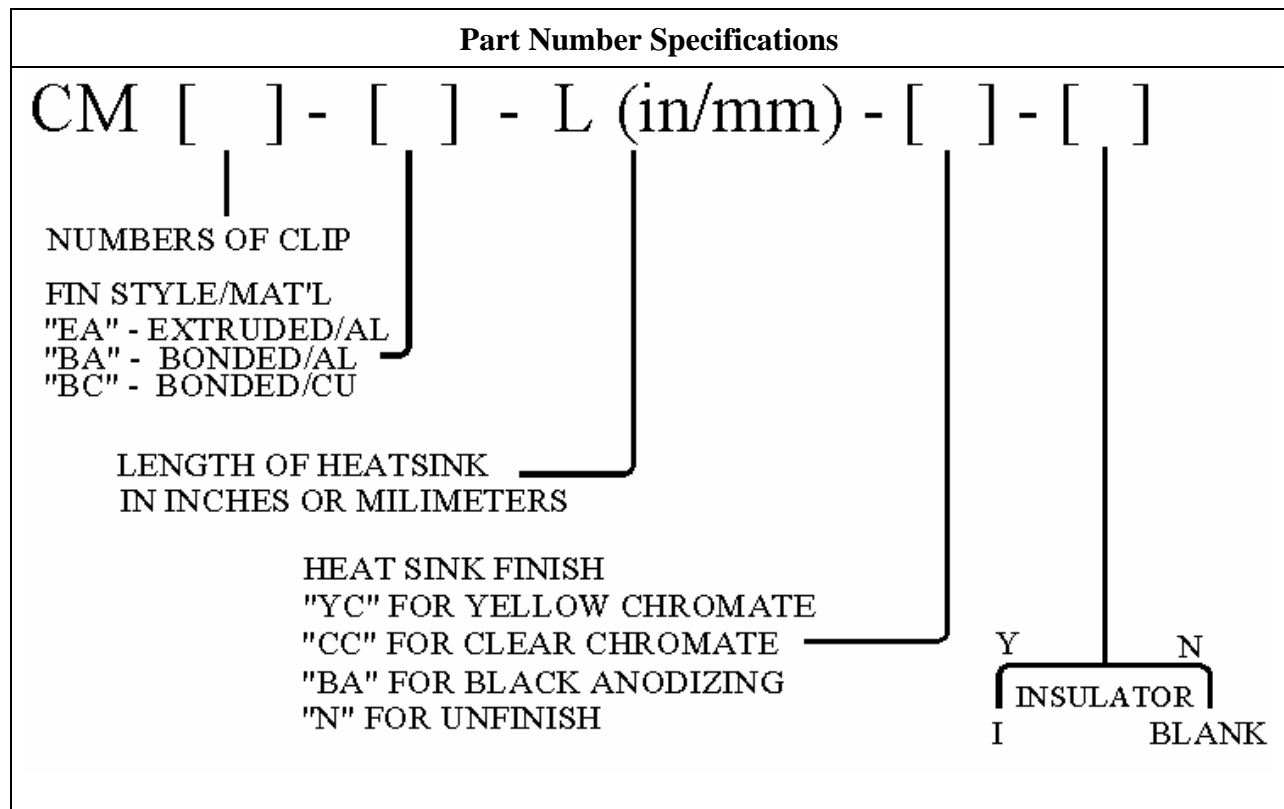 Part Number Specifications
CM [ ] - [ ] - L (in/mm) - [ ] - [ ]
NUMBERS OF CLIP
FIN STYLE/MAT'L
"EA" - EXTRUDED/AL
"BA" - BONDED/AL
"BC" - BONDED/CU
LENGTH OF HEATSINK
IN INCHES OR MILIMETERS
HEAT SINK FINISH
"YC" FOR YELLOW CHROMATE
"CC" FOR CLEAR CHROMATE
"BA" FOR BLACK ANODIZING
"N" FOR UNFINISH
Y N
INSULATOR
I BLANK